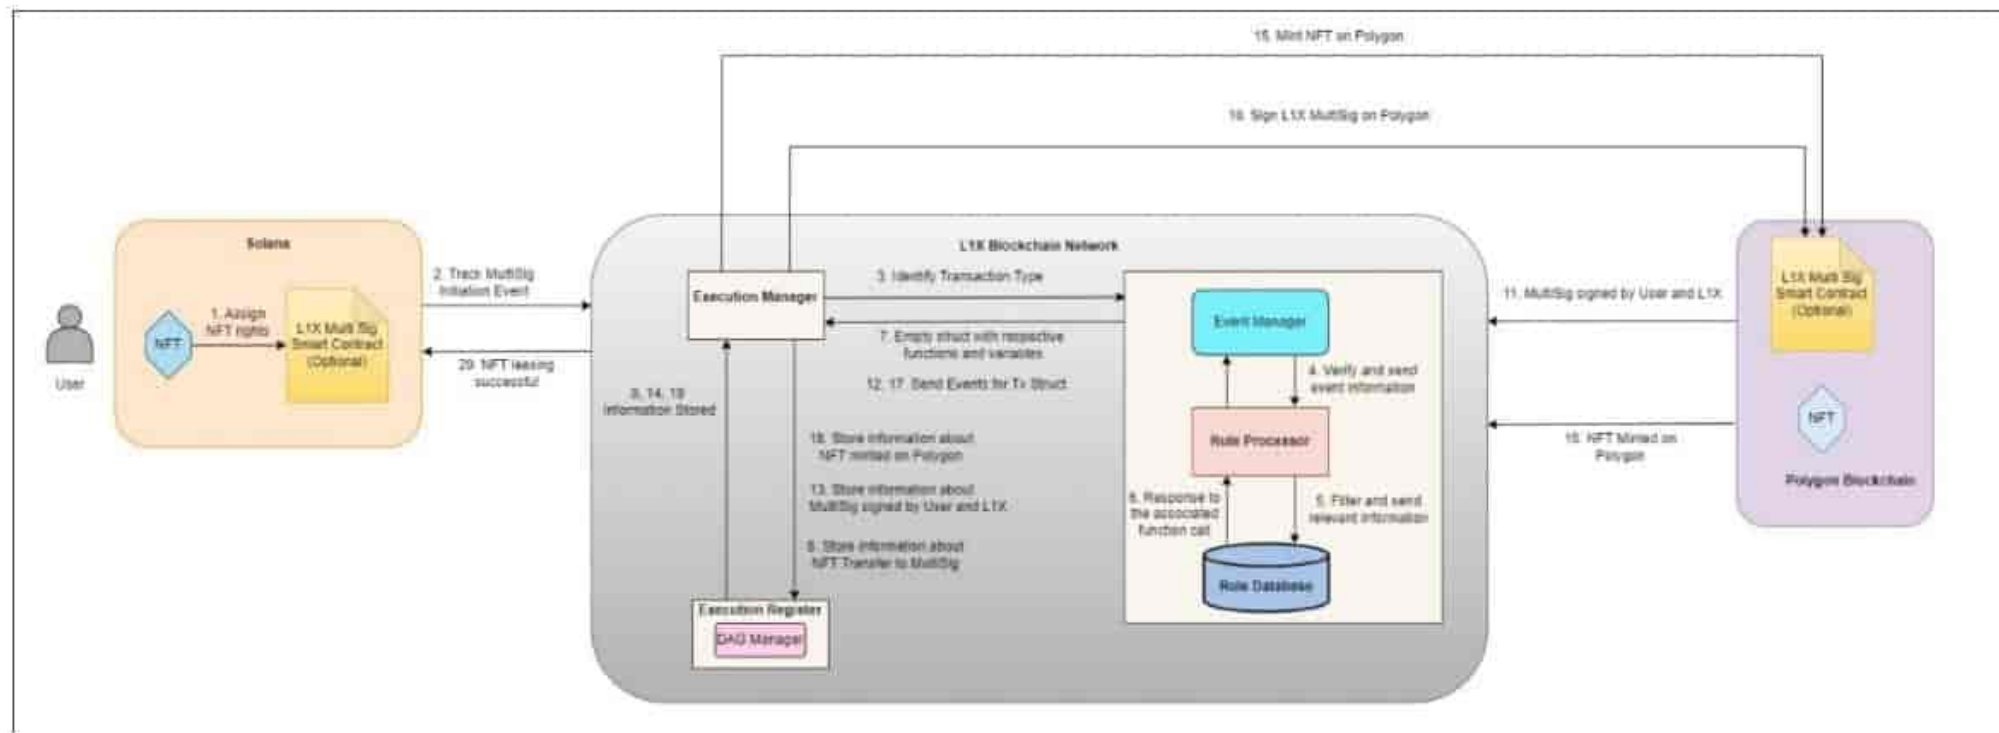 15. Mint NFT on Polygon
Sign L1X MultiSig on Polygon
Solana
L1X Blockchain Network
2. Track MultiSig
Initiation Event
3. Identify Transaction Type
Execution Manager
L1X Multi Sig
Smart Contract
(Optional)
11. MultiSig signed by User and L1X
1. Assign
NFT rights
NFT
L1X Multi Sig
Smart Contract
(Optional)
Event Manager
7. Empty struct with respective
functions and variables
User
29. NFT leasing
successful
12, 17. Send Events for Tx Struct
4. Verify and send
event information
14, 19
Information Stored
NFT
Rule Processor
18. Store information about
NFT minted on Polygon
NFT Minted on
Polygon
Polygon Blockchain
13. Store information about
MultiSig signed by User and L1X
6. Response to
the associated
function call
5. Filter and send
relevant information
Store information about
NFT Transfer to MultiSig
Rule Database
Execution Register
DAG Manager